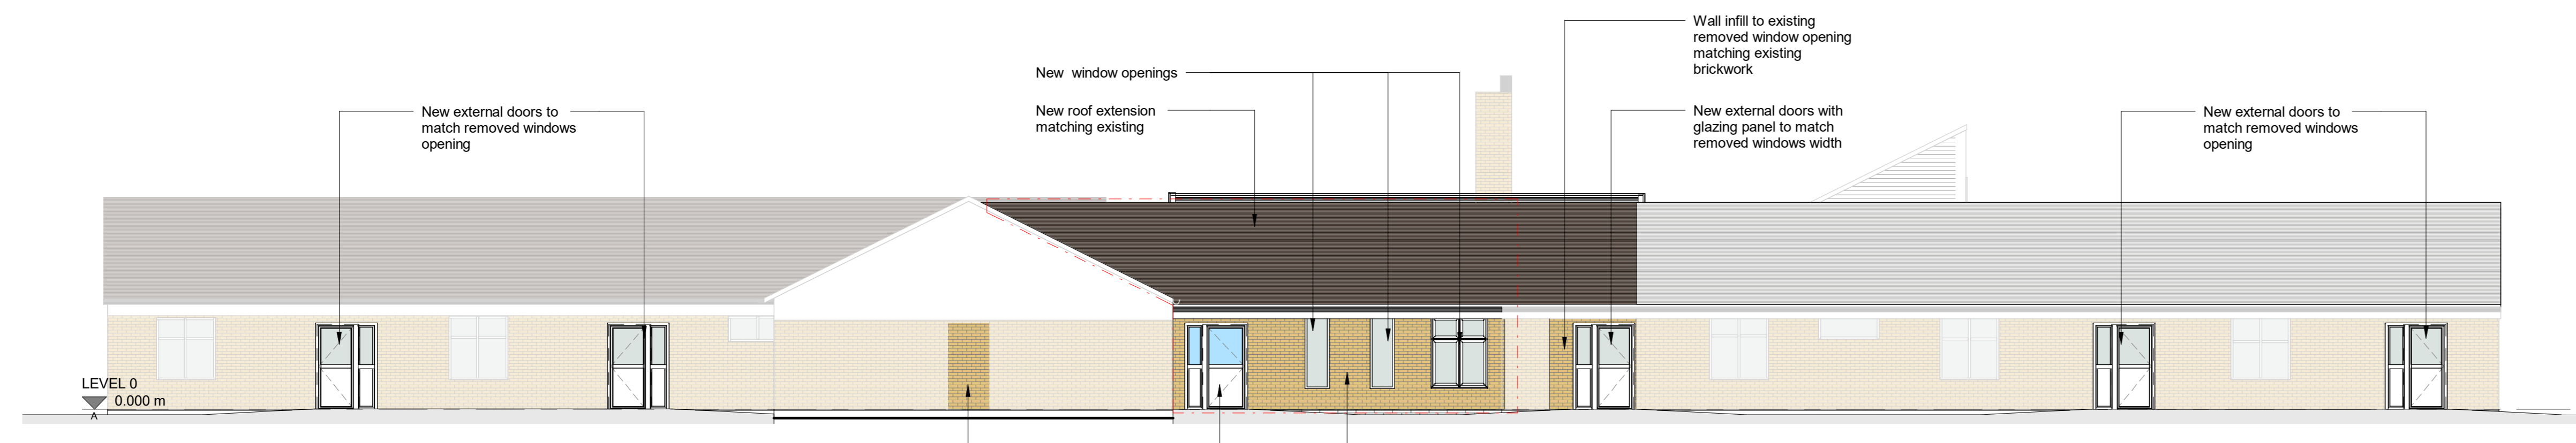 New external doors to
match removed windows
opening
New  window openings
New roof extension
matching existing
Wall infill to existing
removed window opening
matching existing
brickwork
New external doors with
glazing panel to match
removed windows width
New external doors to
match removed windows
opening
LEVEL 0
0.000 m
A